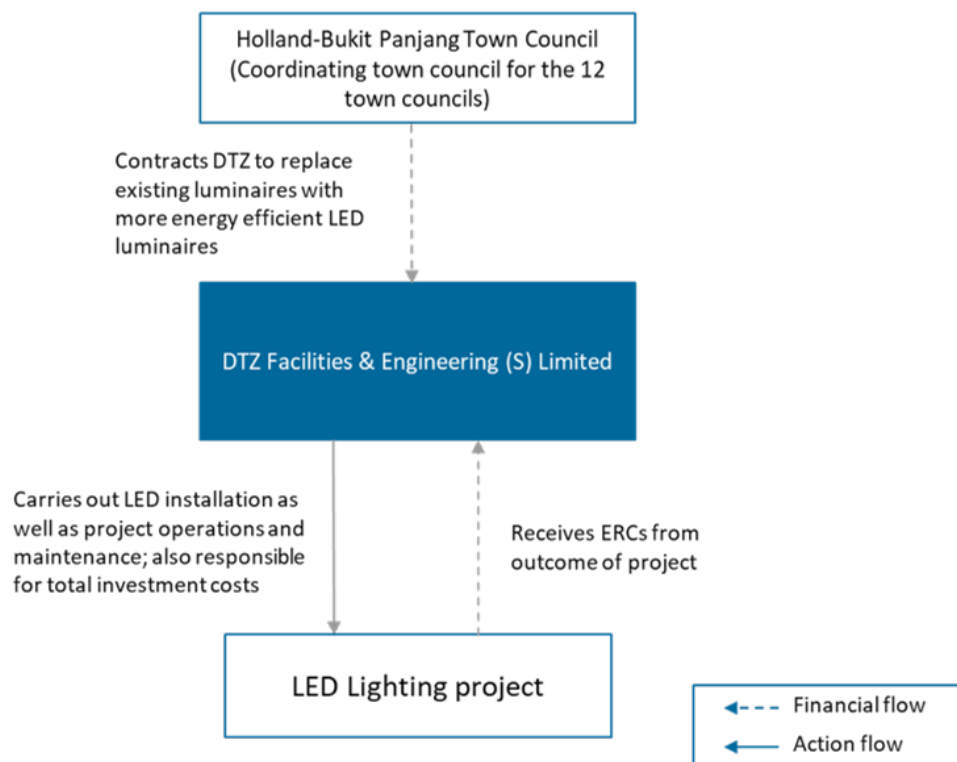 Holland-Bukit Panjang Town Council
(Coordinating town council for the 12
town councils)
Contracts DTZ to replace
existing luminaires with
more energy efficient LED
luminaires
DTZ Facilities & Engineering (S) Limited
Carries out LED installation as
well as project operations and
maintenance; also responsible
for total investment costs
Receives ERCs from
outcome of project
LED Lighting project
Financial flow
Action flow